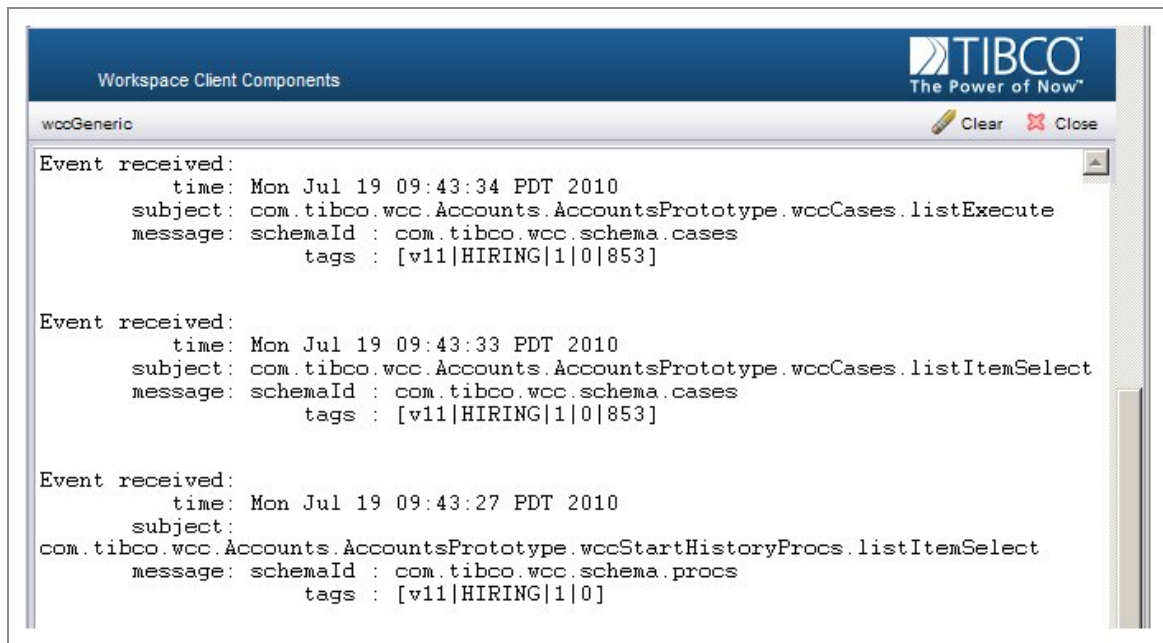 TIBCO™
The Power of Now™
Workspace Client Components
wccGeneric
Clear
Close
Event received:
time: Mon Jul 19 09:43:34 PDT 2010
subject: com.tibco.wcc.Accounts.AccountsPrototype.wccCases.listExecute
message: schemaId : com.tibco.wcc.schema.cases
tags : [v11|HIRING|1|0|853]
Event received:
time: Mon Jul 19 09:43:33 PDT 2010
subject: com.tibco.wcc.Accounts.AccountsPrototype.wccCases.listItemSelect
message: schemaId : com.tibco.wcc.schema.cases
tags : [v11|HIRING|1|0|853]
Event received:
time: Mon Jul 19 09:43:27 PDT 2010
subject:
com.tibco.wcc.Accounts.AccountsPrototype.wccStartHistoryProcs.listItemSelect
message: schemaId : com.tibco.wcc.schema.procs
tags : [v11|HIRING|1|0]